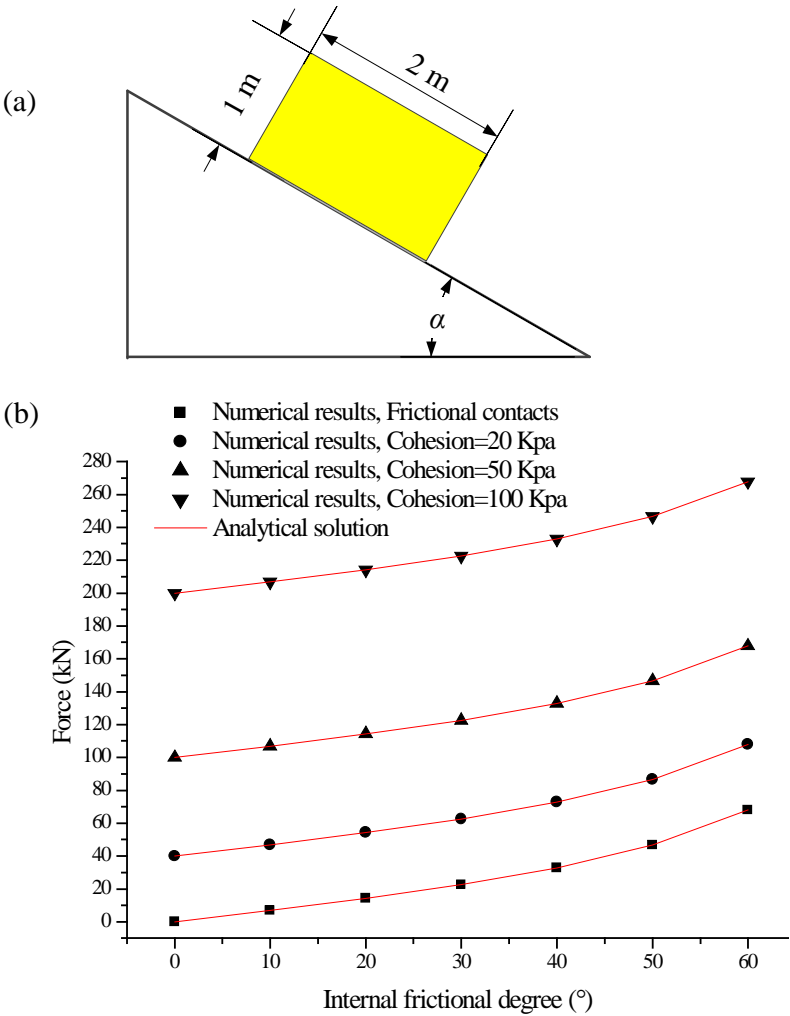 (a)
1 m
2 m
α
(b)
Numerical results, Frictional contacts
Numerical results, Cohesion=20 Kpa
Numerical results, Cohesion=50 Kpa
Numerical results, Cohesion=100 Kpa
Analytical solution
280
260
240
220
200
180
160
140
120
100
80
60
40
20
0
Force (kN)
0 10 20 30 40 50 60
Internal frictional degree (°)